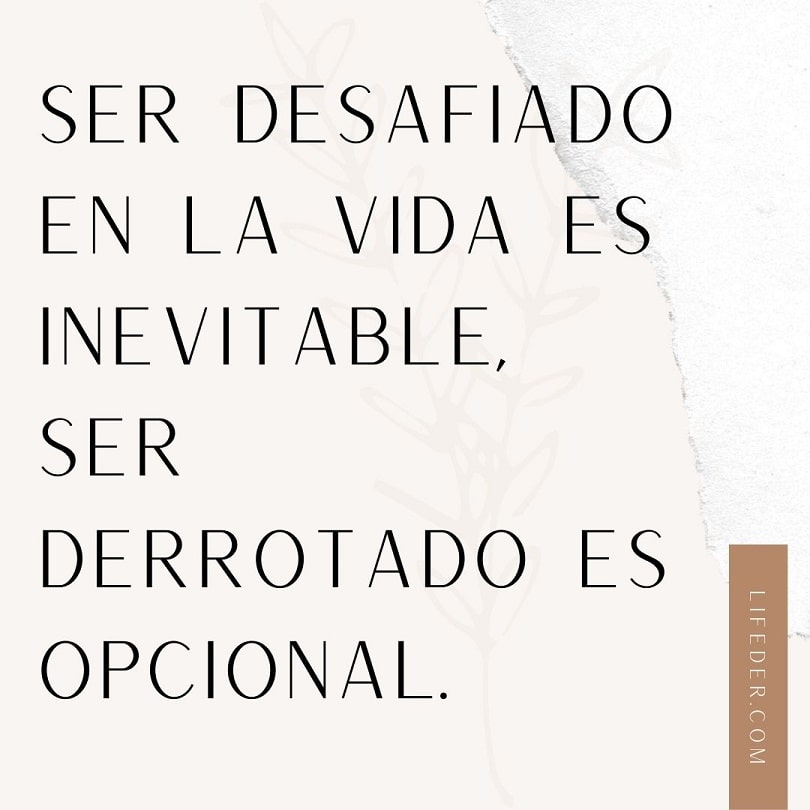 SER DESAFIADO
EN LA VIDA ES
INEVITABLE,
SER
DERROTADO ES
OPCIONAL.
LIFEDER.COM